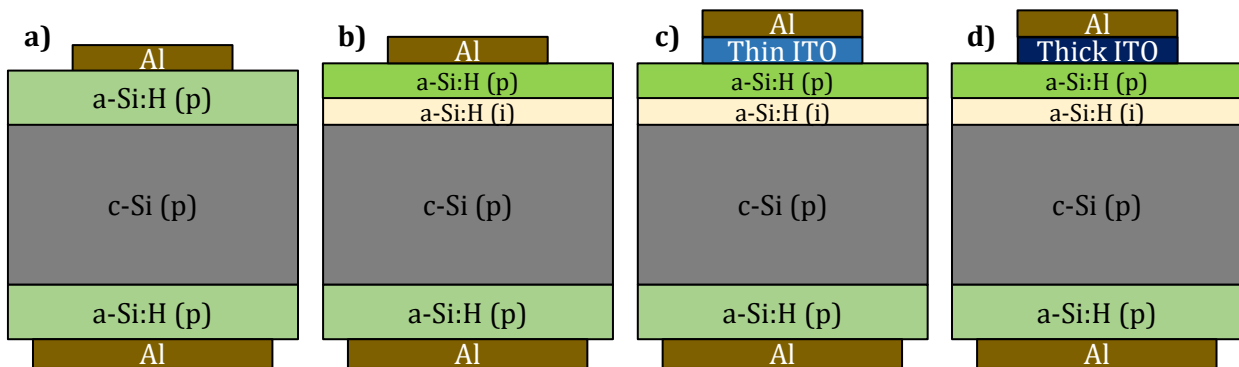 a)
Al
a-Si:H (p)
c-Si (p)
a-Si:H (p)
Al
b)
Al
a-Si:H (p)
a-Si:H (i)
c-Si (p)
a-Si:H (p)
Al
c)
Al
Thin ITO
a-Si:H (p)
a-Si:H (i)
c-Si (p)
a-Si:H (p)
Al
d)
Al
Thick ITO
a-Si:H (p)
a-Si:H (i)
c-Si (p)
a-Si:H (p)
Al